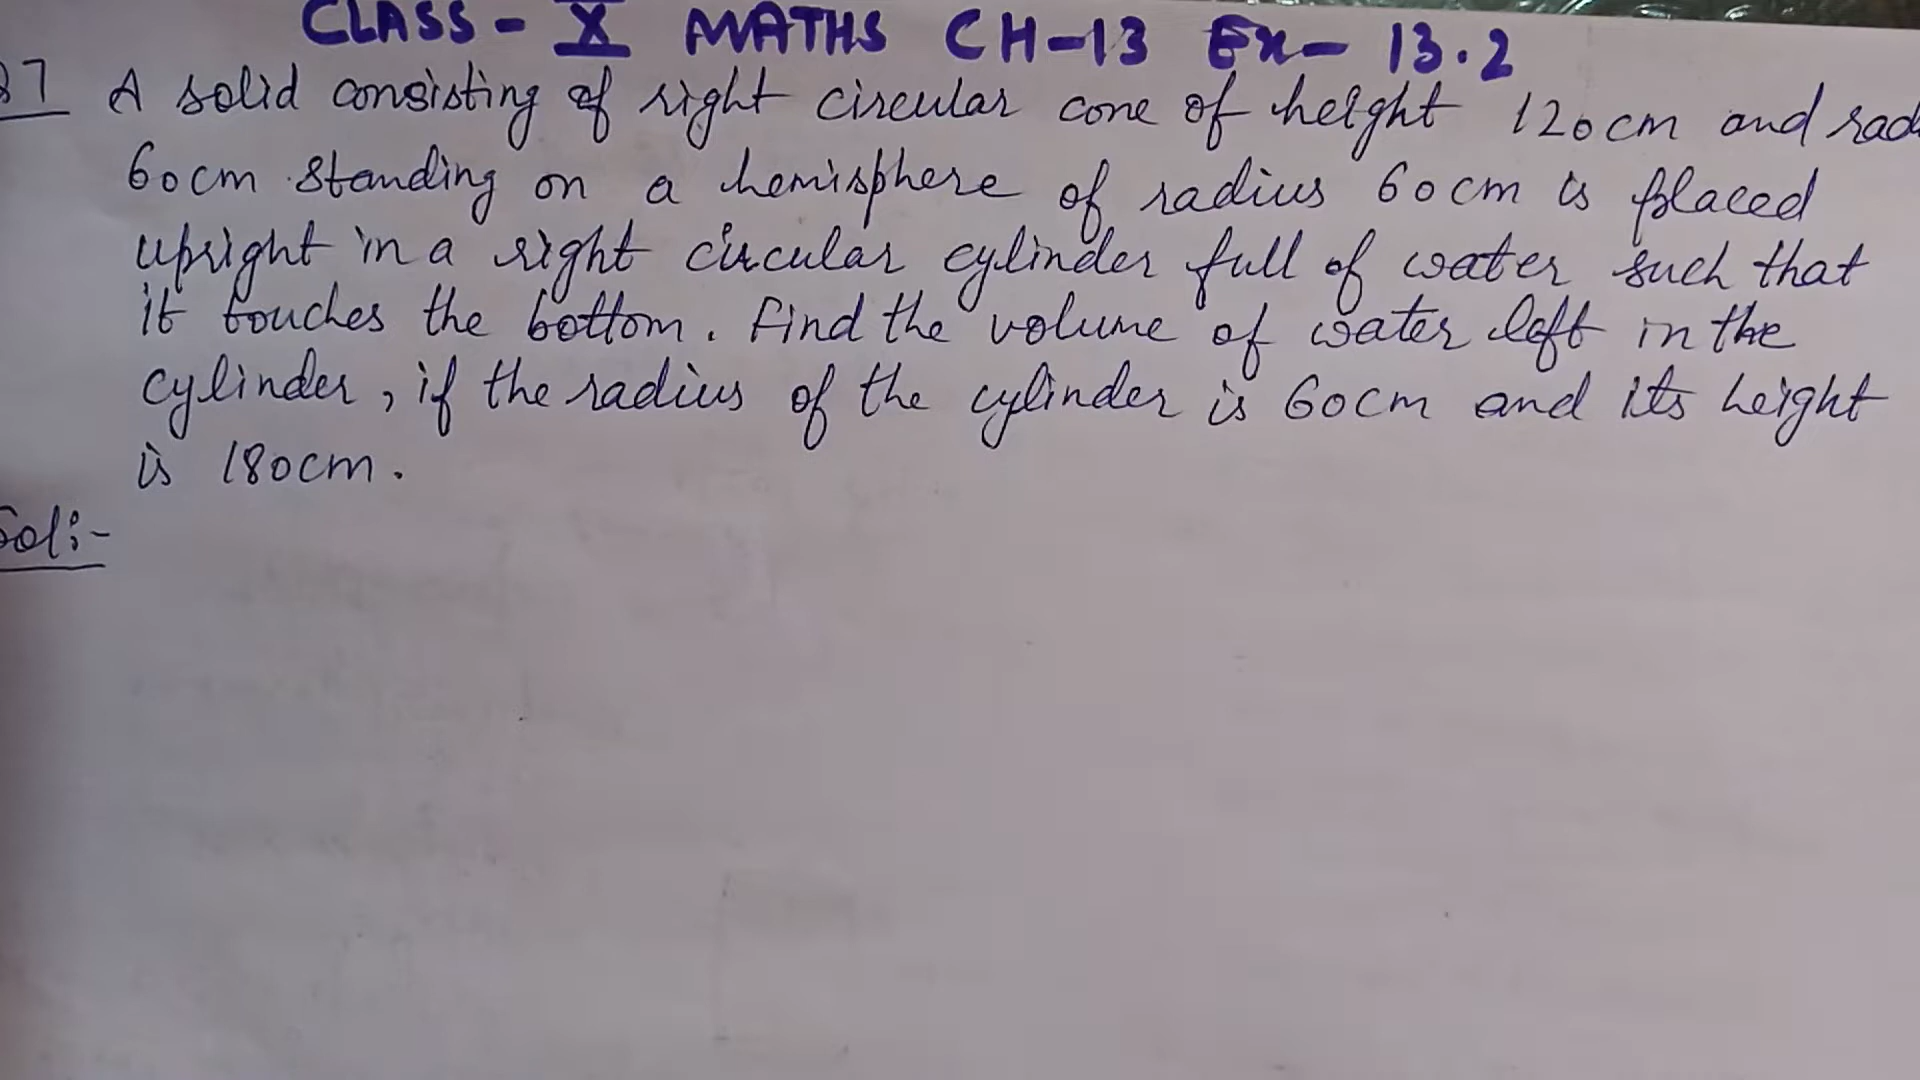 CLASS - X MATHS CH-13 Ex- 13.2
A solid consisting of right circular cone of height 120cm and
60cm standing on a hemisphere of radius 60cm is placed
upright in a right circular cylinder full of water such that
it touches the bottom. Find the volume of water left in the
cylinder, if the radius of the cylinder is 60cm and its height
is 180cm.
Sol:-